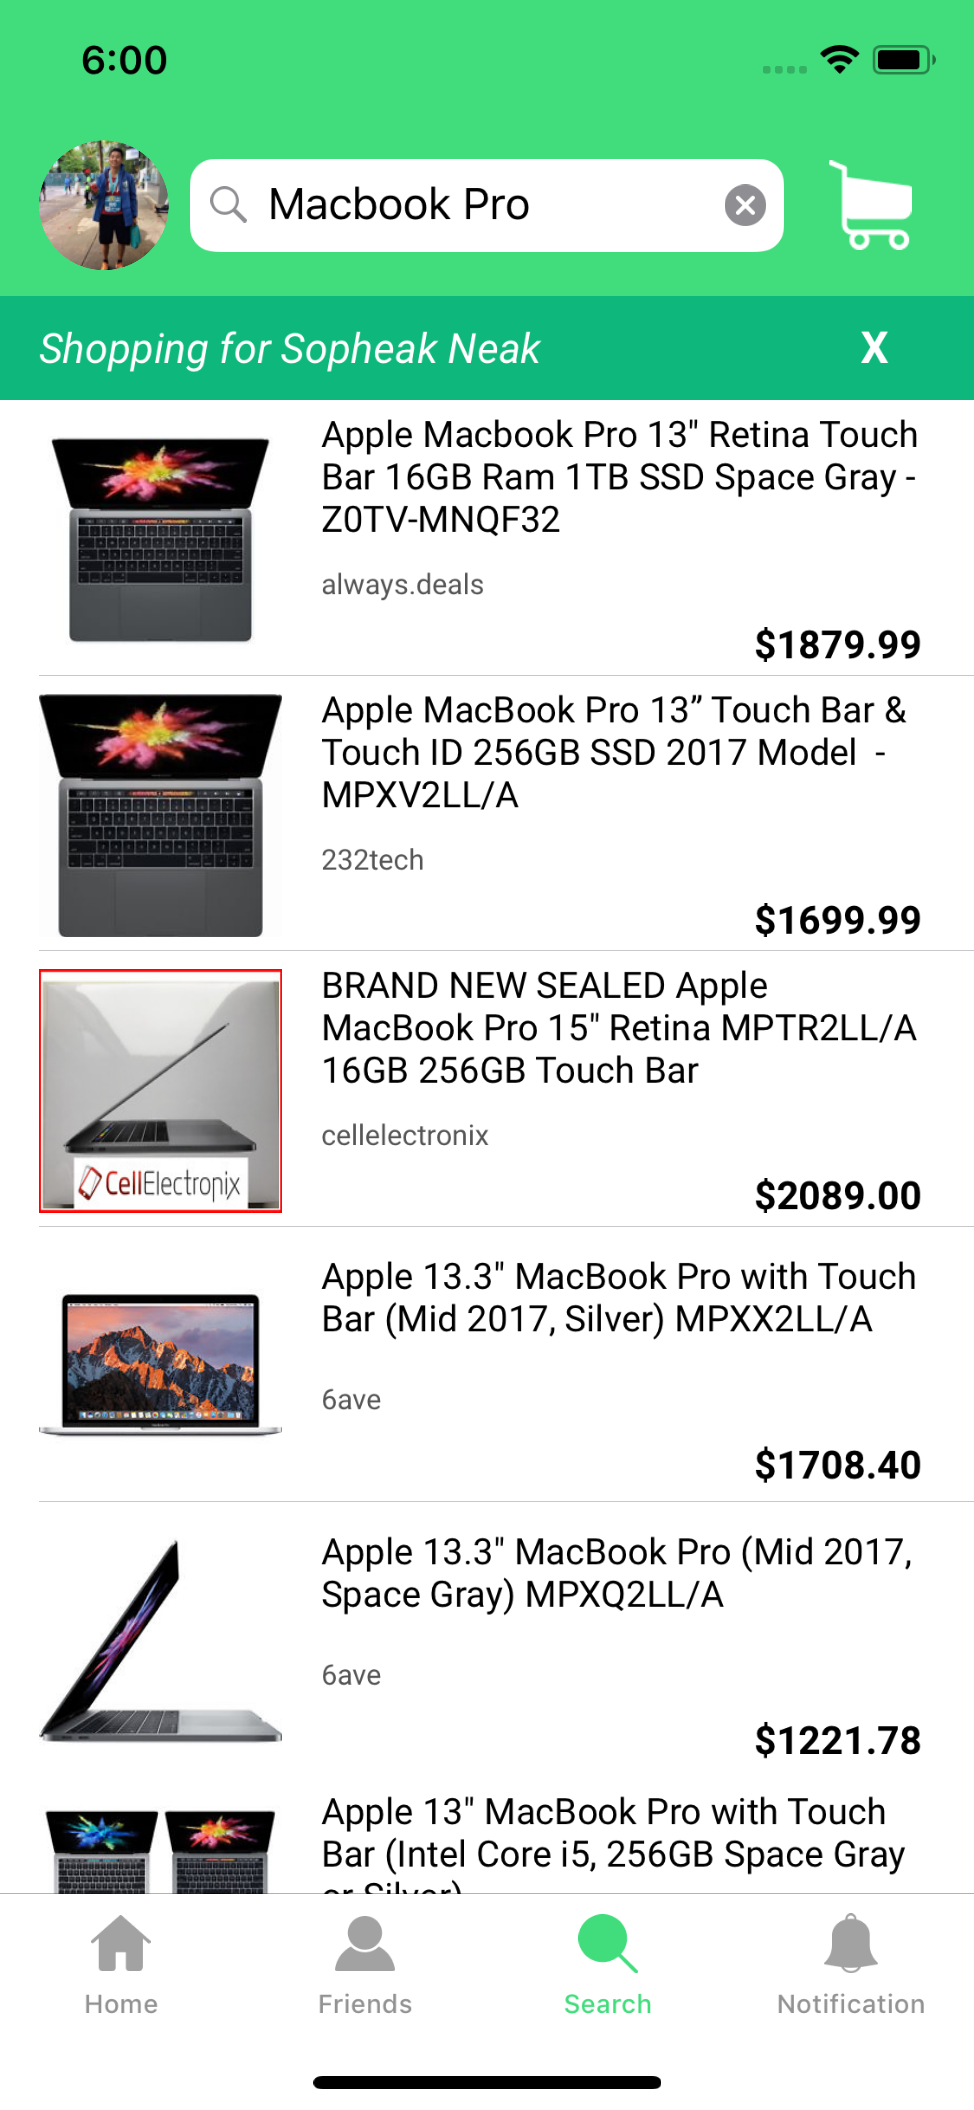 6:00
Macbook Pro
Shopping for Sopheak Neak
X
Apple Macbook Pro 13" Retina Touch
Bar 16GB Ram 1TB SSD Space Gray -
Z0TV-MNQF32
always.deals
$1879.99
Apple MacBook Pro 13” Touch Bar &
Touch ID 256GB SSD 2017 Model  -
MPXV2LL/A
232tech
$1699.99
BRAND NEW SEALED Apple
MacBook Pro 15" Retina MPTR2LL/A
16GB 256GB Touch Bar
CellElectronix
cellelectronix
$2089.00
Apple 13.3" MacBook Pro with Touch
Bar (Mid 2017, Silver) MPXX2LL/A
6ave
$1708.40
Apple 13.3" MacBook Pro (Mid 2017,
Space Gray) MPXQ2LL/A
6ave
$1221.78
Apple 13" MacBook Pro with Touch
Bar (Intel Core i5, 256GB Space Gray
or Silver)
Home
Friends
Search
Notification